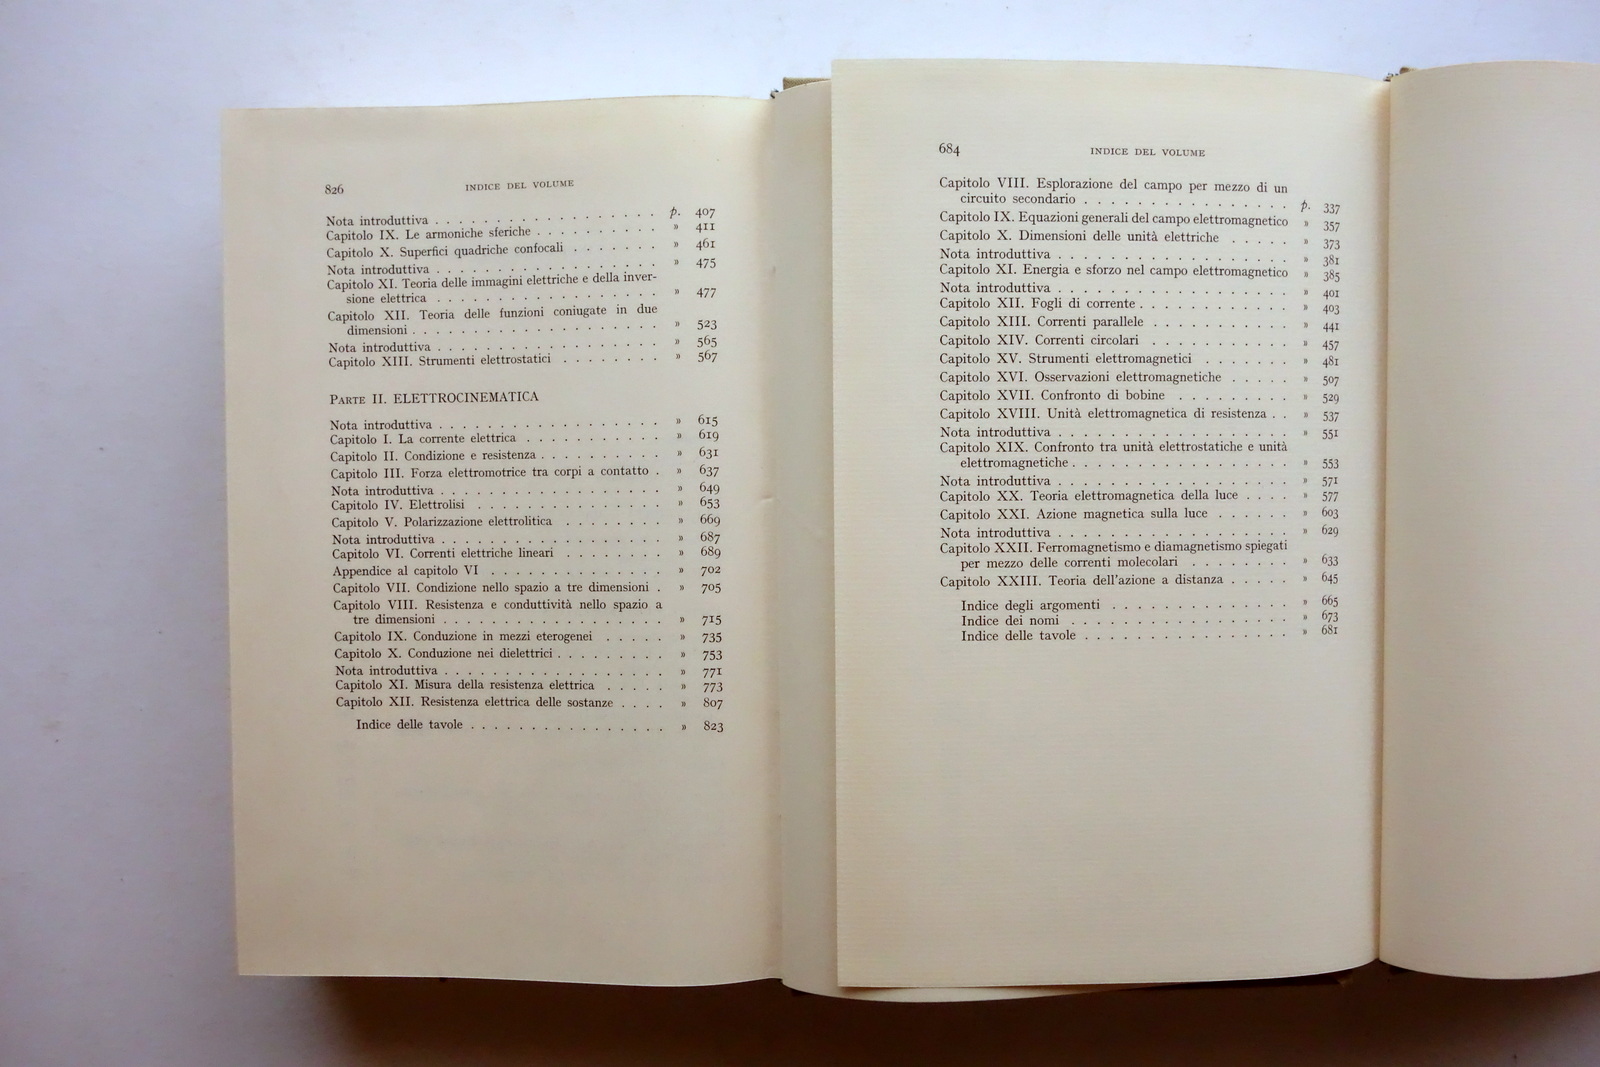 826 INDICE DEL VOLUME
Nota introduttiva . . . . . . . . . . . . . . . . . . p. 407
Capitolo IX. Le armoniche sferiche . . . . . . . . . . » 411
Capitolo X. Superfici quadriche confocali . . . . . . . » 461
Nota introduttiva . . . . . . . . . . . . . . . . . . » 475
Capitolo XI. Teoria delle immagini elettriche e della inver-
sione elettrica . . . . . . . . . . . . . . . . . . » 477
Capitolo XII. Teoria delle funzioni coniugate in due
dimensioni . . . . . . . . . . . . . . . . . . . . » 523
Nota introduttiva . . . . . . . . . . . . . . . . . . » 565
Capitolo XIII. Strumenti elettrostatici . . . . . . . . » 567
PARTE II. ELETTROCINEMATICA
Nota introduttiva . . . . . . . . . . . . . . . . . . » 615
Capitolo I. La corrente elettrica . . . . . . . . . . . » 619
Capitolo II. Condizione e resistenza . . . . . . . . . . » 631
Capitolo III. Forza elettromotrice tra corpi a contatto . » 637
Nota introduttiva . . . . . . . . . . . . . . . . . . » 649
Capitolo IV. Elettrolisi . . . . . . . . . . . . . . . » 653
Capitolo V. Polarizzazione elettrolitica . . . . . . . . » 669
Nota introduttiva . . . . . . . . . . . . . . . . . . » 687
Capitolo VI. Correnti elettriche lineari . . . . . . . . » 689
Appendice al capitolo VI . . . . . . . . . . . . . . » 702
Capitolo VII. Condizione nello spazio a tre dimensioni . » 705
Capitolo VIII. Resistenza e conduttività nello spazio a
tre dimensioni . . . . . . . . . . . . . . . . . . » 715
Capitolo IX. Conduzione in mezzi eterogenei . . . . . » 735
Capitolo X. Conduzione nei dielettrici . . . . . . . . . » 753
Nota introduttiva . . . . . . . . . . . . . . . . . . » 771
Capitolo XI. Misura della resistenza elettrica . . . . . » 773
Capitolo XII. Resistenza elettrica delle sostanze . . . . » 807
Indice delle tavole . . . . . . . . . . . . . . . . » 823
684 INDICE DEL VOLUME
Capitolo VIII. Esplorazione del campo per mezzo di un
circuito secondario . . . . . . . . . . . . . . . . p. 337
Capitolo IX. Equazioni generali del campo elettromagnetico » 357
Capitolo X. Dimensioni delle unità elettriche . . . . . » 373
Nota introduttiva . . . . . . . . . . . . . . . . . . » 381
Capitolo XI. Energia e sforzo nel campo elettromagnetico » 385
Nota introduttiva . . . . . . . . . . . . . . . . . . » 401
Capitolo XII. Fogli di corrente . . . . . . . . . . . . » 403
Capitolo XIII. Correnti parallele . . . . . . . . . . . » 441
Capitolo XIV. Correnti circolari . . . . . . . . . . . » 457
Capitolo XV. Strumenti elettromagnetici . . . . . . . » 481
Capitolo XVI. Osservazioni elettromagnetiche . . . . . » 507
Capitolo XVII. Confronto di bobine . . . . . . . . . » 529
Capitolo XVIII. Unità elettromagnetica di resistenza . . » 537
Nota introduttiva . . . . . . . . . . . . . . . . . . » 551
Capitolo XIX. Confronto tra unità elettrostatiche e unità
elettromagnetiche . . . . . . . . . . . . . . . . . » 553
Nota introduttiva . . . . . . . . . . . . . . . . . . » 571
Capitolo XX. Teoria elettromagnetica della luce . . . . » 577
Capitolo XXI. Azione magnetica sulla luce . . . . . . » 603
Nota introduttiva . . . . . . . . . . . . . . . . . . » 629
Capitolo XXII. Ferromagnetismo e diamagnetismo spiegati
per mezzo delle correnti molecolari . . . . . . . . » 633
Capitolo XXIII. Teoria dell'azione a distanza . . . . . » 645
Indice degli argomenti . . . . . . . . . . . . . . » 665
Indice dei nomi . . . . . . . . . . . . . . . . . » 673
Indice delle tavole . . . . . . . . . . . . . . . . » 681